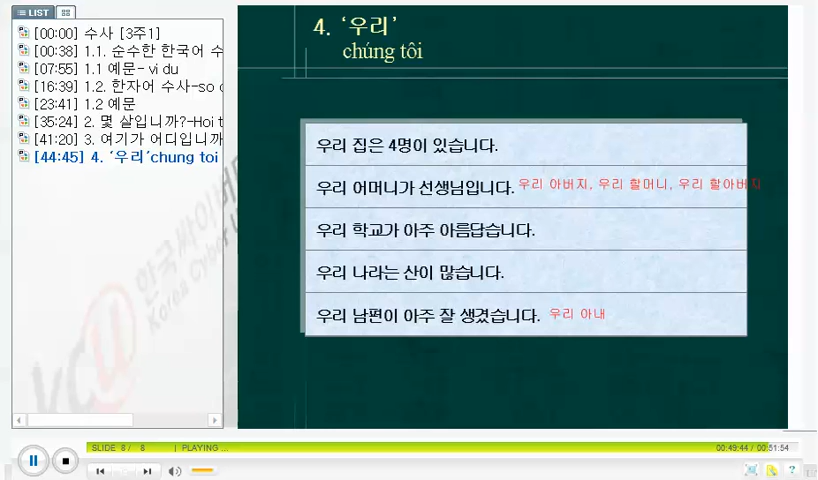 LIST
[00:00] 수사 [3주1]
[00:38] 1.1. 순수한 한국어 수
[07:55] 1.1 예문- vi du
[16:39] 1.2. 한자어 수사-so
[23:41] 1.2 예문
[35:24] 2. 몇 살입니까?-Hoi t
[41:20] 3. 여기가 어디입니까
[44:45] 4. '우리'chung toi
4. '우리'
chúng tôi
우리 집은 4명이 있습니다.
우리 어머니가 선생님입니다. 우리 아버지, 우리 할머니, 우리 할아버지
우리 학교가 아주 아름답습니다.
우리 나라는 산이 많습니다.
우리 남편이 아주 잘 생겼습니다. 우리 아내
한국싸이버
Korea Cyber
KCU
SLIDE 8 / 8 | PLAYING ...
00:49:44 / 00:51:54